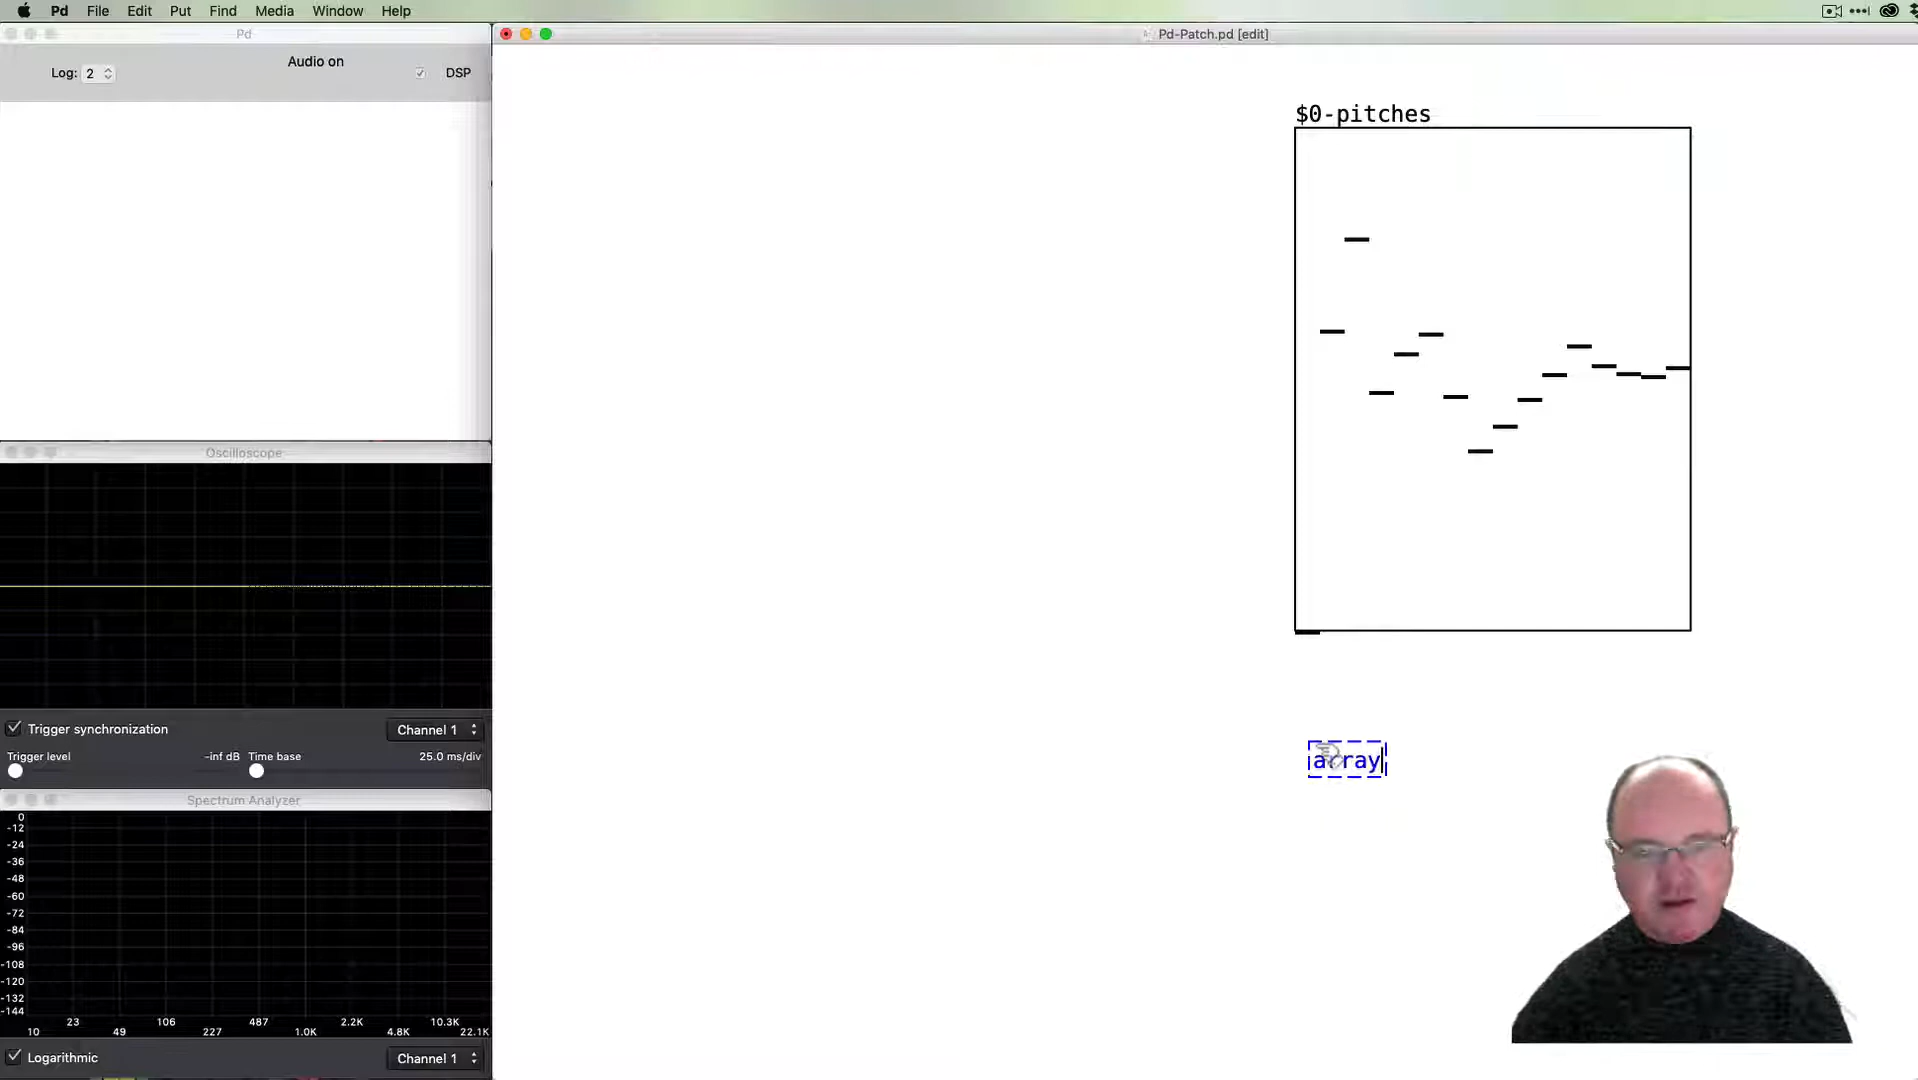 Pd File Edit Put Find Media Window Help
Pd
Log: 2 Audio on DSP
Pd-Patch.pd [edit]
$0-pitches
array
Oscilloscope
Trigger synchronization Channel 1
Trigger level -inf dB Time base 25.0 ms/div
Spectrum Analyzer
0
-12
-24
-36
-48
-60
-72
-84
-96
-108
-120
-132
-144
23 106 487 2.2K 10.3K
10 49 227 1.0K 4.8K 22.1K
Logarithmic Channel 1